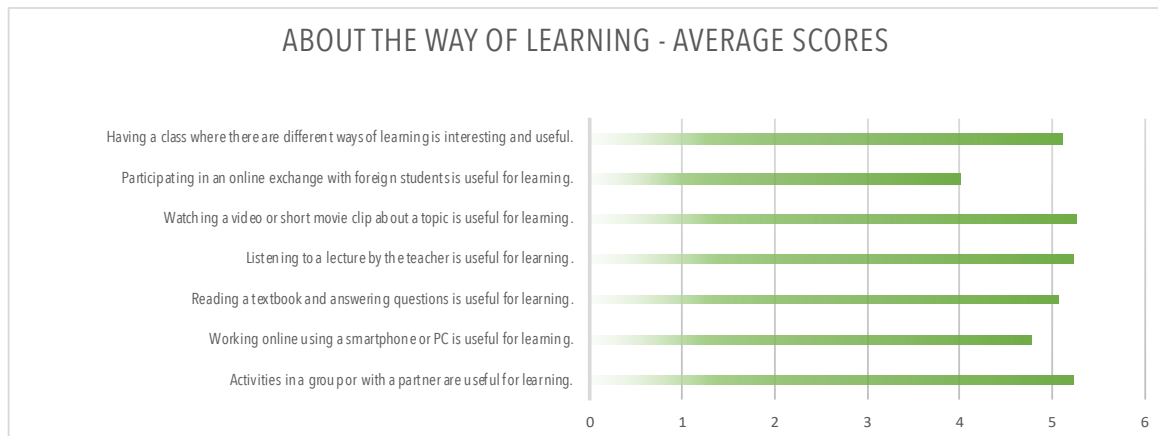 ABOUT THE WAY OF LEARNING - AVERAGE SCORES
Having a class where there are different ways of learning is interesting and useful.
Participating in an online exchange with foreign students is useful for learning.
Watching a video or short movie clip about a topic is useful for learning.
Listening to a lecture by the teacher is useful for learning.
Reading a textbook and answering questions is useful for learning.
Working online using a smartphone or PC is useful for learning.
Activities in a group or with a partner are useful for learning.
0 1 2 3 4 5 6